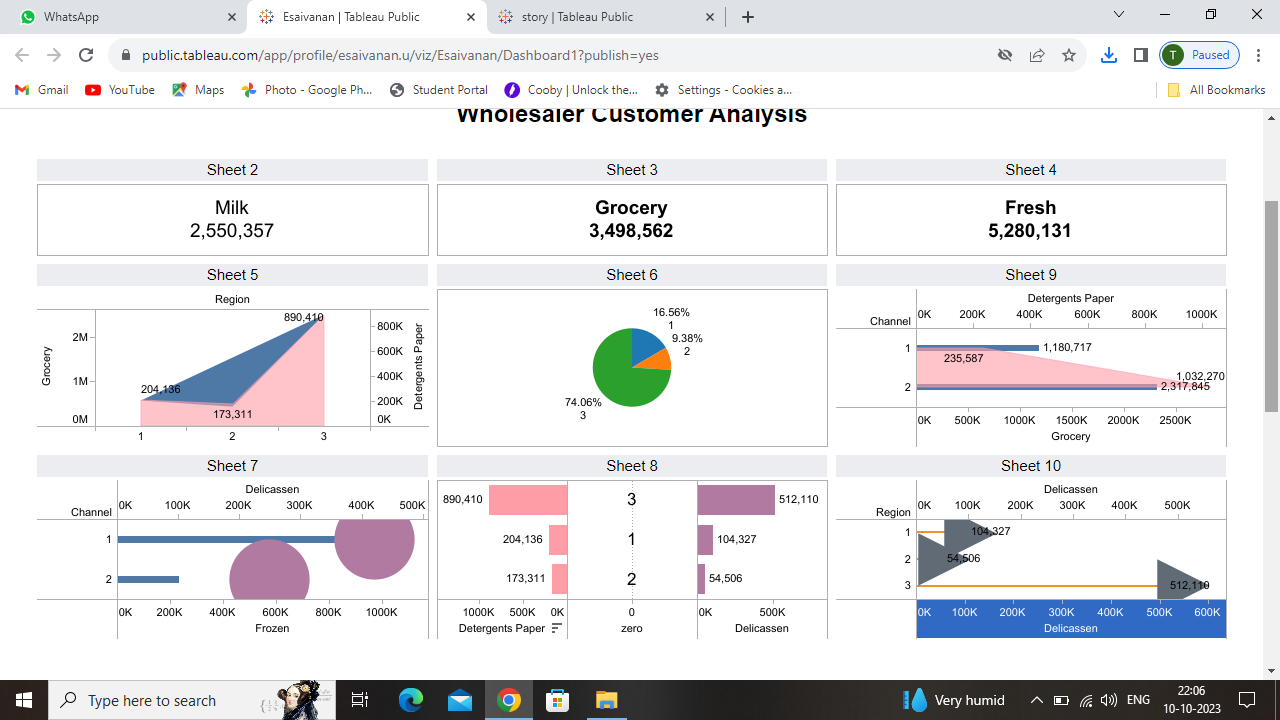 WhatsApp
Esaivanan | Tableau Public
story | Tableau Public
public.tableau.com/app/profile/esaivanan.u/viz/Esaivanan/Dashboard1?publish=yes
T Paused
Gmail YouTube Maps Photo - Google Ph... Student Portal Cooby | Unlock the... Settings - Cookies a... All Bookmarks
Wholesaler Customer Analysis
Sheet 2
Milk
2,550,357
Sheet 3
Grocery
3,498,562
Sheet 4
Fresh
5,280,131
Sheet 5
Region
Grocery
2M
1M
0M
890,410
204,136
173,311
800K
600K
400K
200K
0K
Detergents Paper
1 2 3
Sheet 6
16.56%
1
9.38%
2
74.06%
3
Sheet 9
Detergents Paper
Channel 0K 200K 400K 600K 800K 1000K
1 1,180,717
235,587
1,032,270
2 2,317,845
0K 500K 1000K 1500K 2000K 2500K
Grocery
Sheet 7
Delicassen
Channel 0K 100K 200K 300K 400K 500K
1
2
0K 200K 400K 600K 800K 1000K
Frozen
Sheet 8
890,410 3 512,110
204,136 1 104,327
173,311 2 54,506
1000K 500K 0K 0 0K 500K
Detergents Paper zero Delicassen
Sheet 10
Delicassen
Region 0K 100K 200K 300K 400K 500K
1 104,327
2 54,506
3 512,110
0K 100K 200K 300K 400K 500K 600K
Delicassen
Type here to search
Very humid
ENG
22:06
10-10-2023